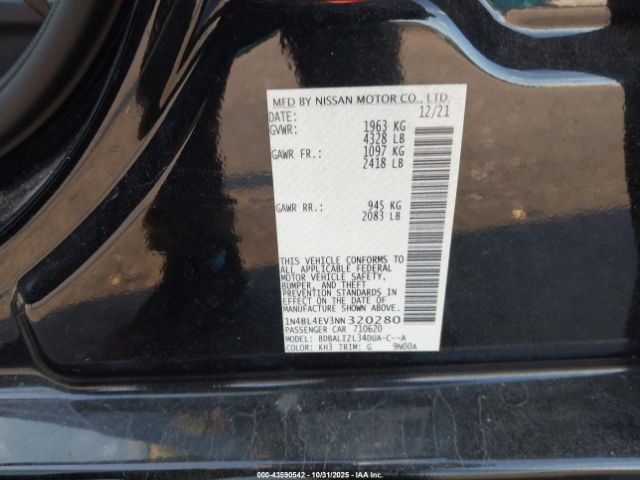 MFD BY NISSAN MOTOR CO., LTD.
DATE: 12/21
GVWR: 1963 KG
4328 LB
GAWR FR.: 1097 KG
2418 LB
GAWR RR.: 945 KG
2083 LB
THIS VEHICLE CONFORMS TO
ALL APPLICABLE FEDERAL
MOTOR VEHICLE SAFETY,
BUMPER, AND THEFT
PREVENTION STANDARDS IN
EFFECT ON THE DATE OF
MANUFACTURE SHOWN ABOVE.
1N4BL4EV3NN320280
PASSENGER CAR 710620
MODEL: BDBALIZL34DUA-C--A
COLOR: KH3 TRIM: G 9N00A
000-43590542 - 10/31/2025 - IAAI.COM